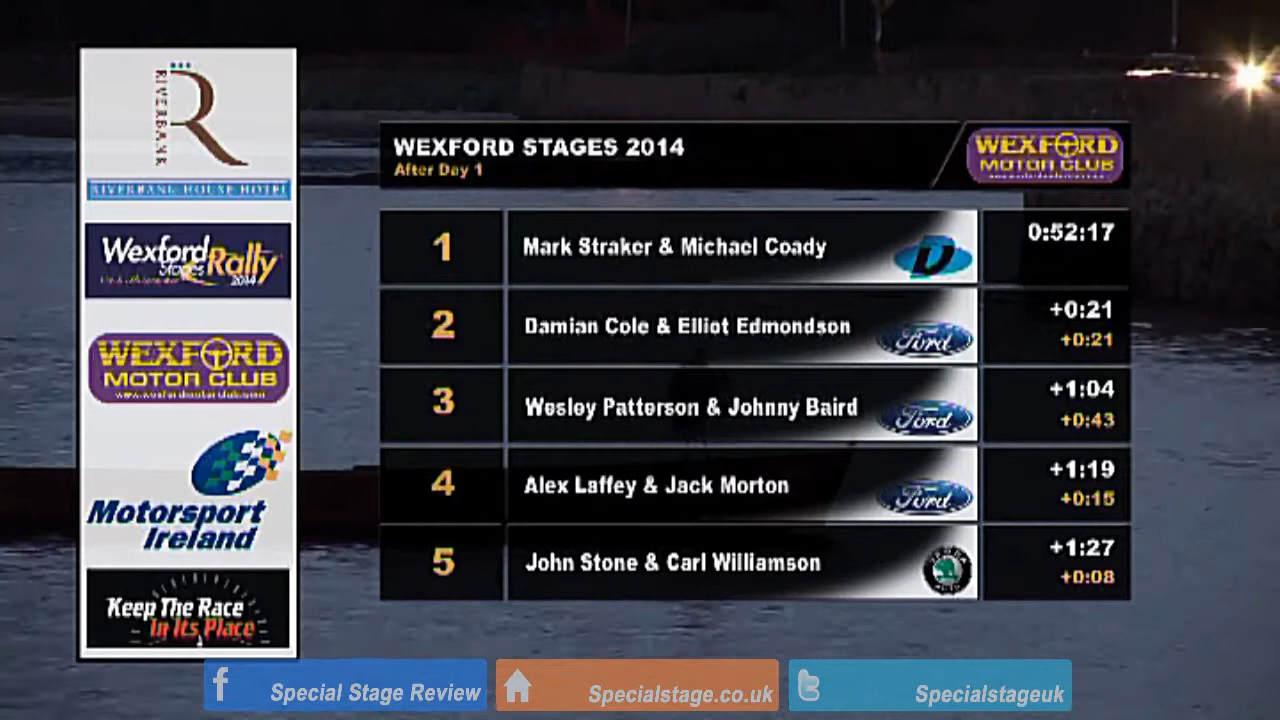 RIVERBANK
R
RIVERBANK HOUSE HOTEL
Wexford
Stages Rally
2014
WEXFORD
MOTOR CLUB
www.wexfordmotorclub.com
Motorsport
Ireland
Keep The Race
In Its Place
WEXFORD STAGES 2014
After Day 1
WEXFORD
MOTOR CLUB
1
Mark Straker & Michael Coady
D
0:52:17
2
Damian Cole & Elliot Edmondson
Ford
+0:21
+0:21
3
Wesley Patterson & Johnny Baird
Ford
+1:04
+0:43
4
Alex Laffey & Jack Morton
Ford
+1:19
+0:15
5
John Stone & Carl Williamson
+1:27
+0:08
f
Special Stage Review
Specialstage.co.uk
Specialstageuk